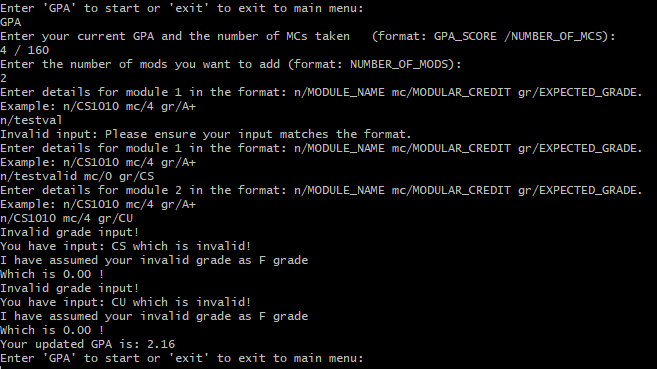 Enter 'GPA' to start or 'exit' to exit to main menu:
GPA
Enter your current GPA and the number of MCs taken   (format: GPA_SCORE /NUMBER_OF_MCS):
4 / 160
Enter the number of mods you want to add (format: NUMBER_OF_MODS):
2
Enter details for module 1 in the format: n/MODULE_NAME mc/MODULAR_CREDIT gr/EXPECTED_GRADE.
Example: n/CS1010 mc/4 gr/A+
n/testval
Invalid input: Please ensure your input matches the format.
Enter details for module 1 in the format: n/MODULE_NAME mc/MODULAR_CREDIT gr/EXPECTED_GRADE.
Example: n/CS1010 mc/4 gr/A+
n/testvalid mc/0 gr/CS
Enter details for module 2 in the format: n/MODULE_NAME mc/MODULAR_CREDIT gr/EXPECTED_GRADE.
Example: n/CS1010 mc/4 gr/A+
n/CS1010 mc/4 gr/CU
Invalid grade input!
You have input: CS which is invalid!
I have assumed your invalid grade as F grade
Which is 0.00 !
Invalid grade input!
You have input: CU which is invalid!
I have assumed your invalid grade as F grade
Which is 0.00 !
Your updated GPA is: 2.16
Enter 'GPA' to start or 'exit' to exit to main menu: